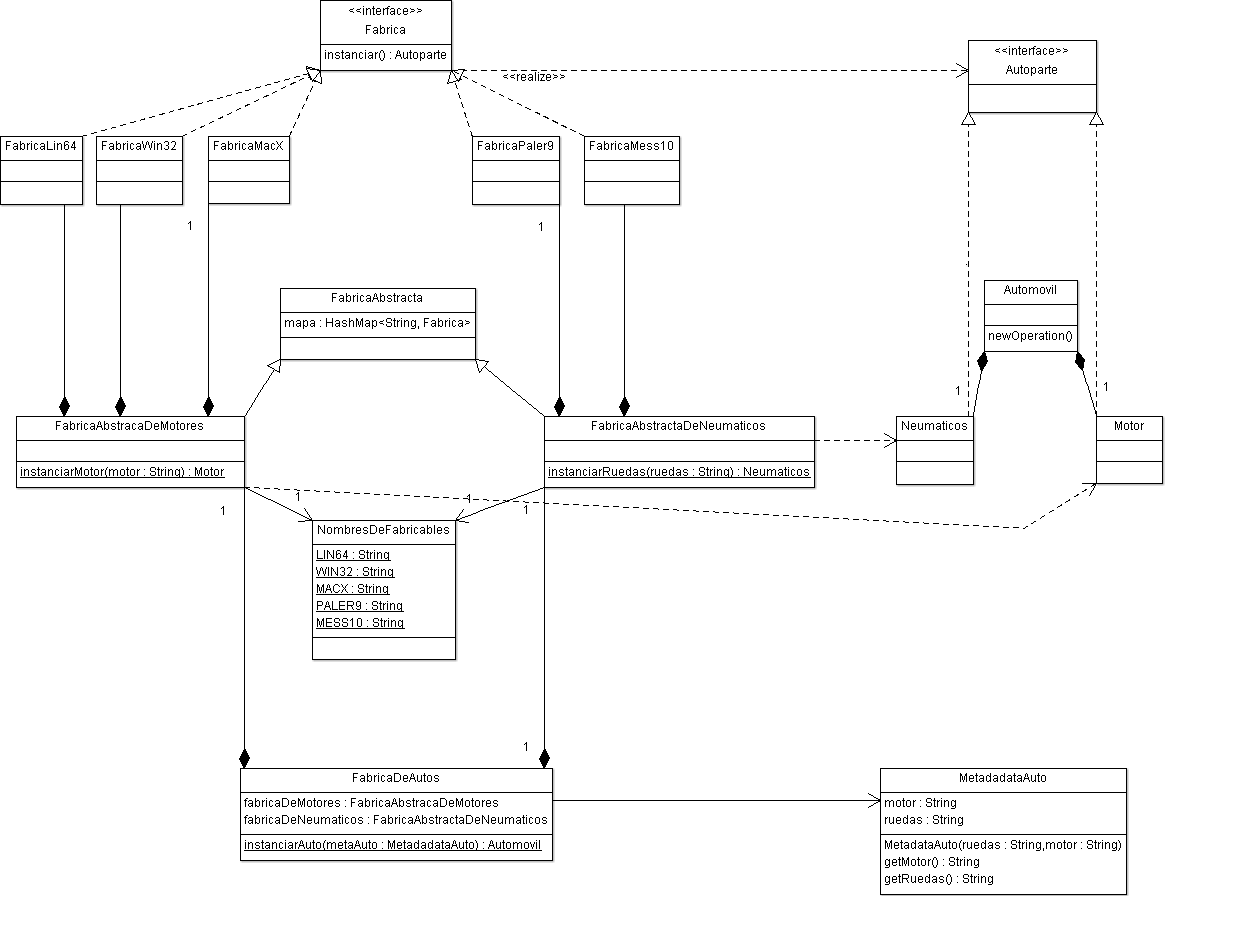 <<interface>>
Fabrica
instanciar() : Autoparte
<<interface>>
Autoparte
<<realize>>
FabricaLin64
FabricaWin32
FabricaMacX
FabricaPaler9
FabricaMess10
1
1
FabricaAbstracta
mapa : HashMap<String, Fabrica>
Automovil
newOperation()
1
1
FabricaAbstracaDeMotores
instanciarMotor(motor : String) : Motor
FabricaAbstractaDeNeumaticos
instanciarRuedas(ruedas : String) : Neumaticos
Neumaticos
Motor
1
1
1
1
NombresDeFabricables
LIN64 : String
WIN32 : String
MACX : String
PALER9 : String
MESS10 : String
1
FabricaDeAutos
fabricaDeMotores : FabricaAbstracaDeMotores
fabricaDeNeumaticos : FabricaAbstractaDeNeumaticos
instanciarAuto(metaAuto : MetadadataAuto) : Automovil
MetadadataAuto
motor : String
ruedas : String
MetadataAuto(ruedas : String,motor : String)
getMotor() : String
getRuedas() : String